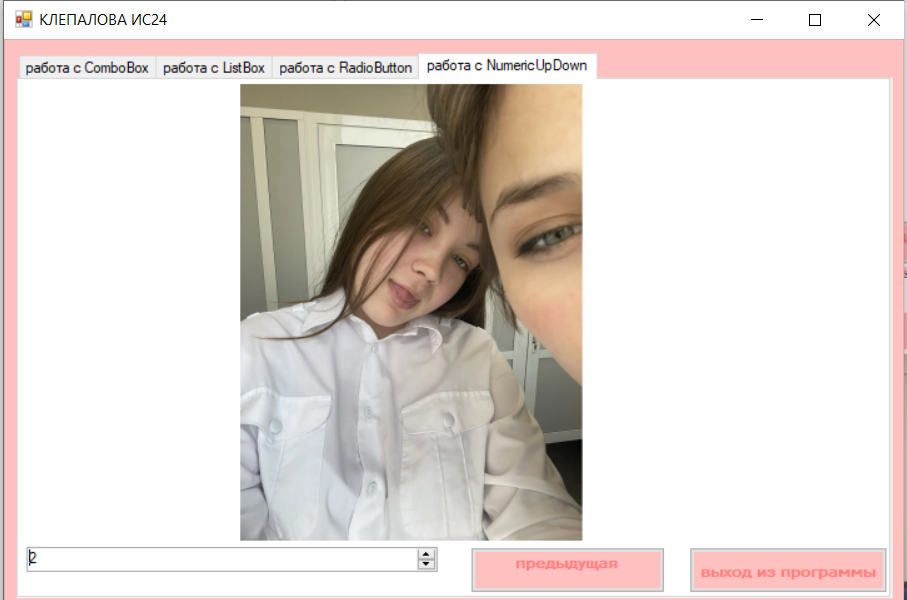 КЛЕПАЛОВА ИС24
работа с ComboBox работа с ListBox работа с RadioButton работа с NumericUpDown
2
предыдущая
выход из программы